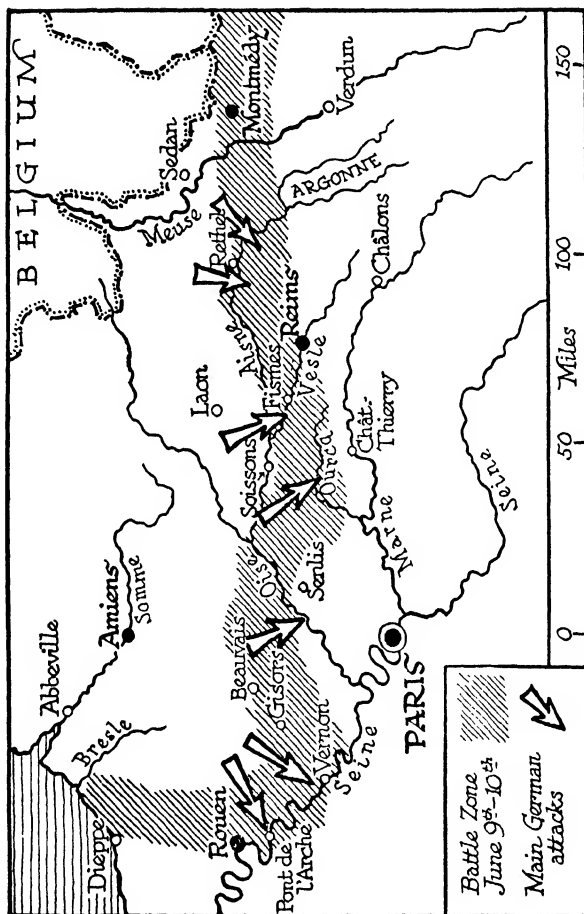 BELGIUM
Abbeville
Amiens
Somme
Bresle
Dieppe
Rouen
Pont de
l'Arche
Vernon
Seine
Gisors
Beauvais
Oise
Senlis
PARIS
Laon
Soissons
Fismes
Aisne
Rethel
Reims
Vesle
Ourcq
Chât.-
Thierry
Marne
Châlons
Seine
Sedan
Meuse
Montmédy
Verdun
ARGONNE
Battle Zone
June 9th-10th
Main German
attacks
0
50
Miles
100
150